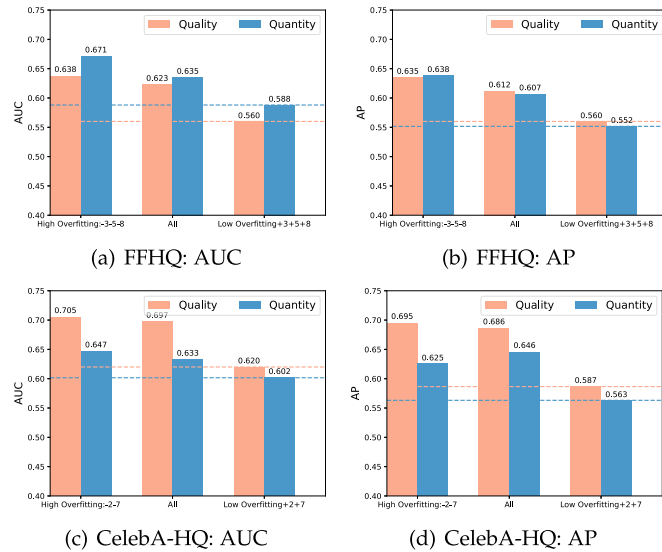 Quality Quantity
0.70
0.65
0.60
0.55
0.50
0.45
0.40
AUC
0.638 0.671 0.623 0.635 0.560 0.588
High Overfitting:–3-5-8 All Low Overfitting+3+5+8
(a) FFHQ: AUC
Quality Quantity
0.70
0.65
0.60
0.55
0.50
0.45
0.40
AP
0.635 0.638 0.612 0.607 0.560 0.552
High Overfitting:–3-5-8 All Low Overfitting+3+5+8
(b) FFHQ: AP
Quality Quantity
0.75
0.70
0.65
0.60
0.55
0.50
0.45
0.40
AUC
0.705 0.647 0.697 0.633 0.620 0.602
High Overfitting:–2-7 All Low Overfitting+2+7
(c) CelebA-HQ: AUC
Quality Quantity
0.75
0.70
0.65
0.60
0.55
0.50
0.45
0.40
AP
0.695 0.625 0.686 0.646 0.587 0.563
High Overfitting:–2-7 All Low Overfitting+2+7
(d) CelebA-HQ: AP